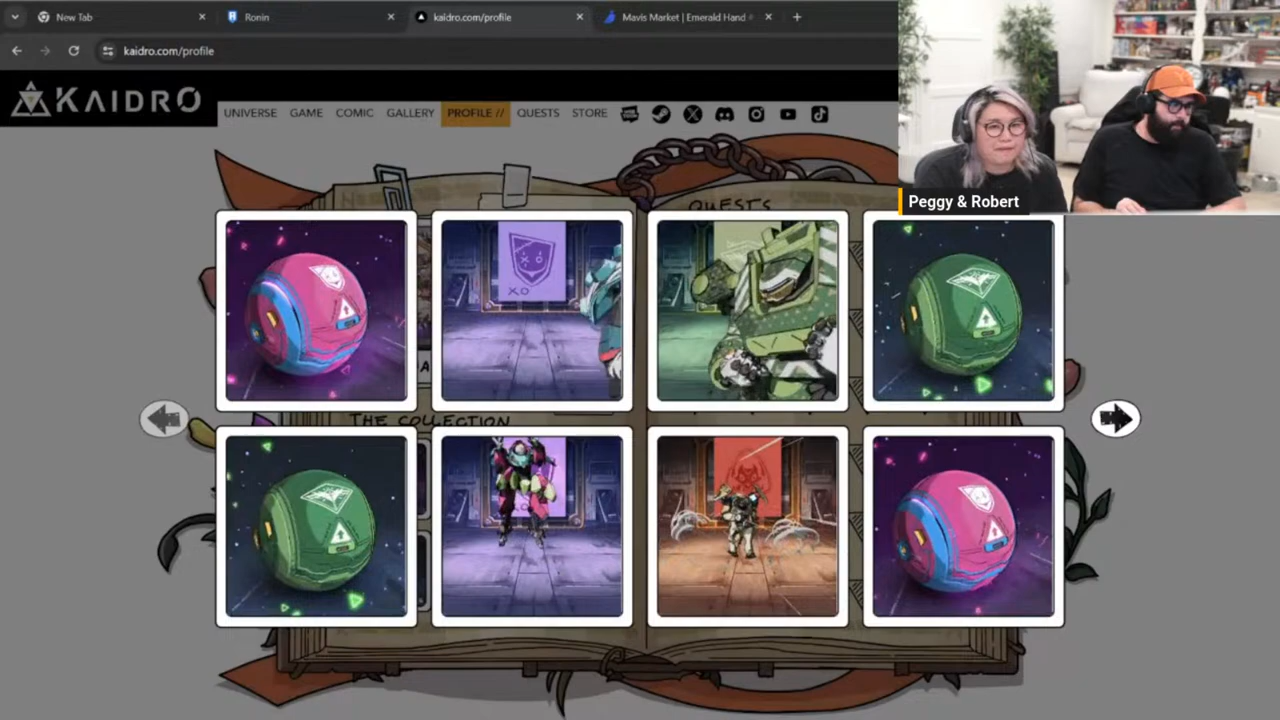 New Tab
Ronin
kaidro.com/profile
Mavis Market | Emerald Hand
kaidro.com/profile
KAIDRO
UNIVERSE
GAME
COMIC
GALLERY
PROFILE //
QUESTS
STORE
Peggy & Robert
QUESTS
XO
THE COLLECTION